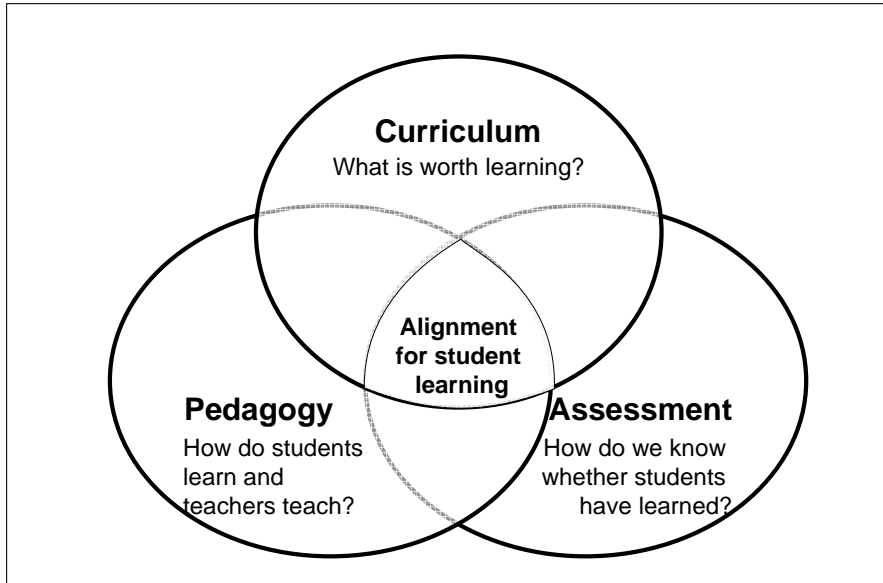 Curriculum
What is worth learning?
Alignment
for student
learning
Pedagogy
How do students
learn and
teachers teach?
Assessment
How do we know
whether students
have learned?